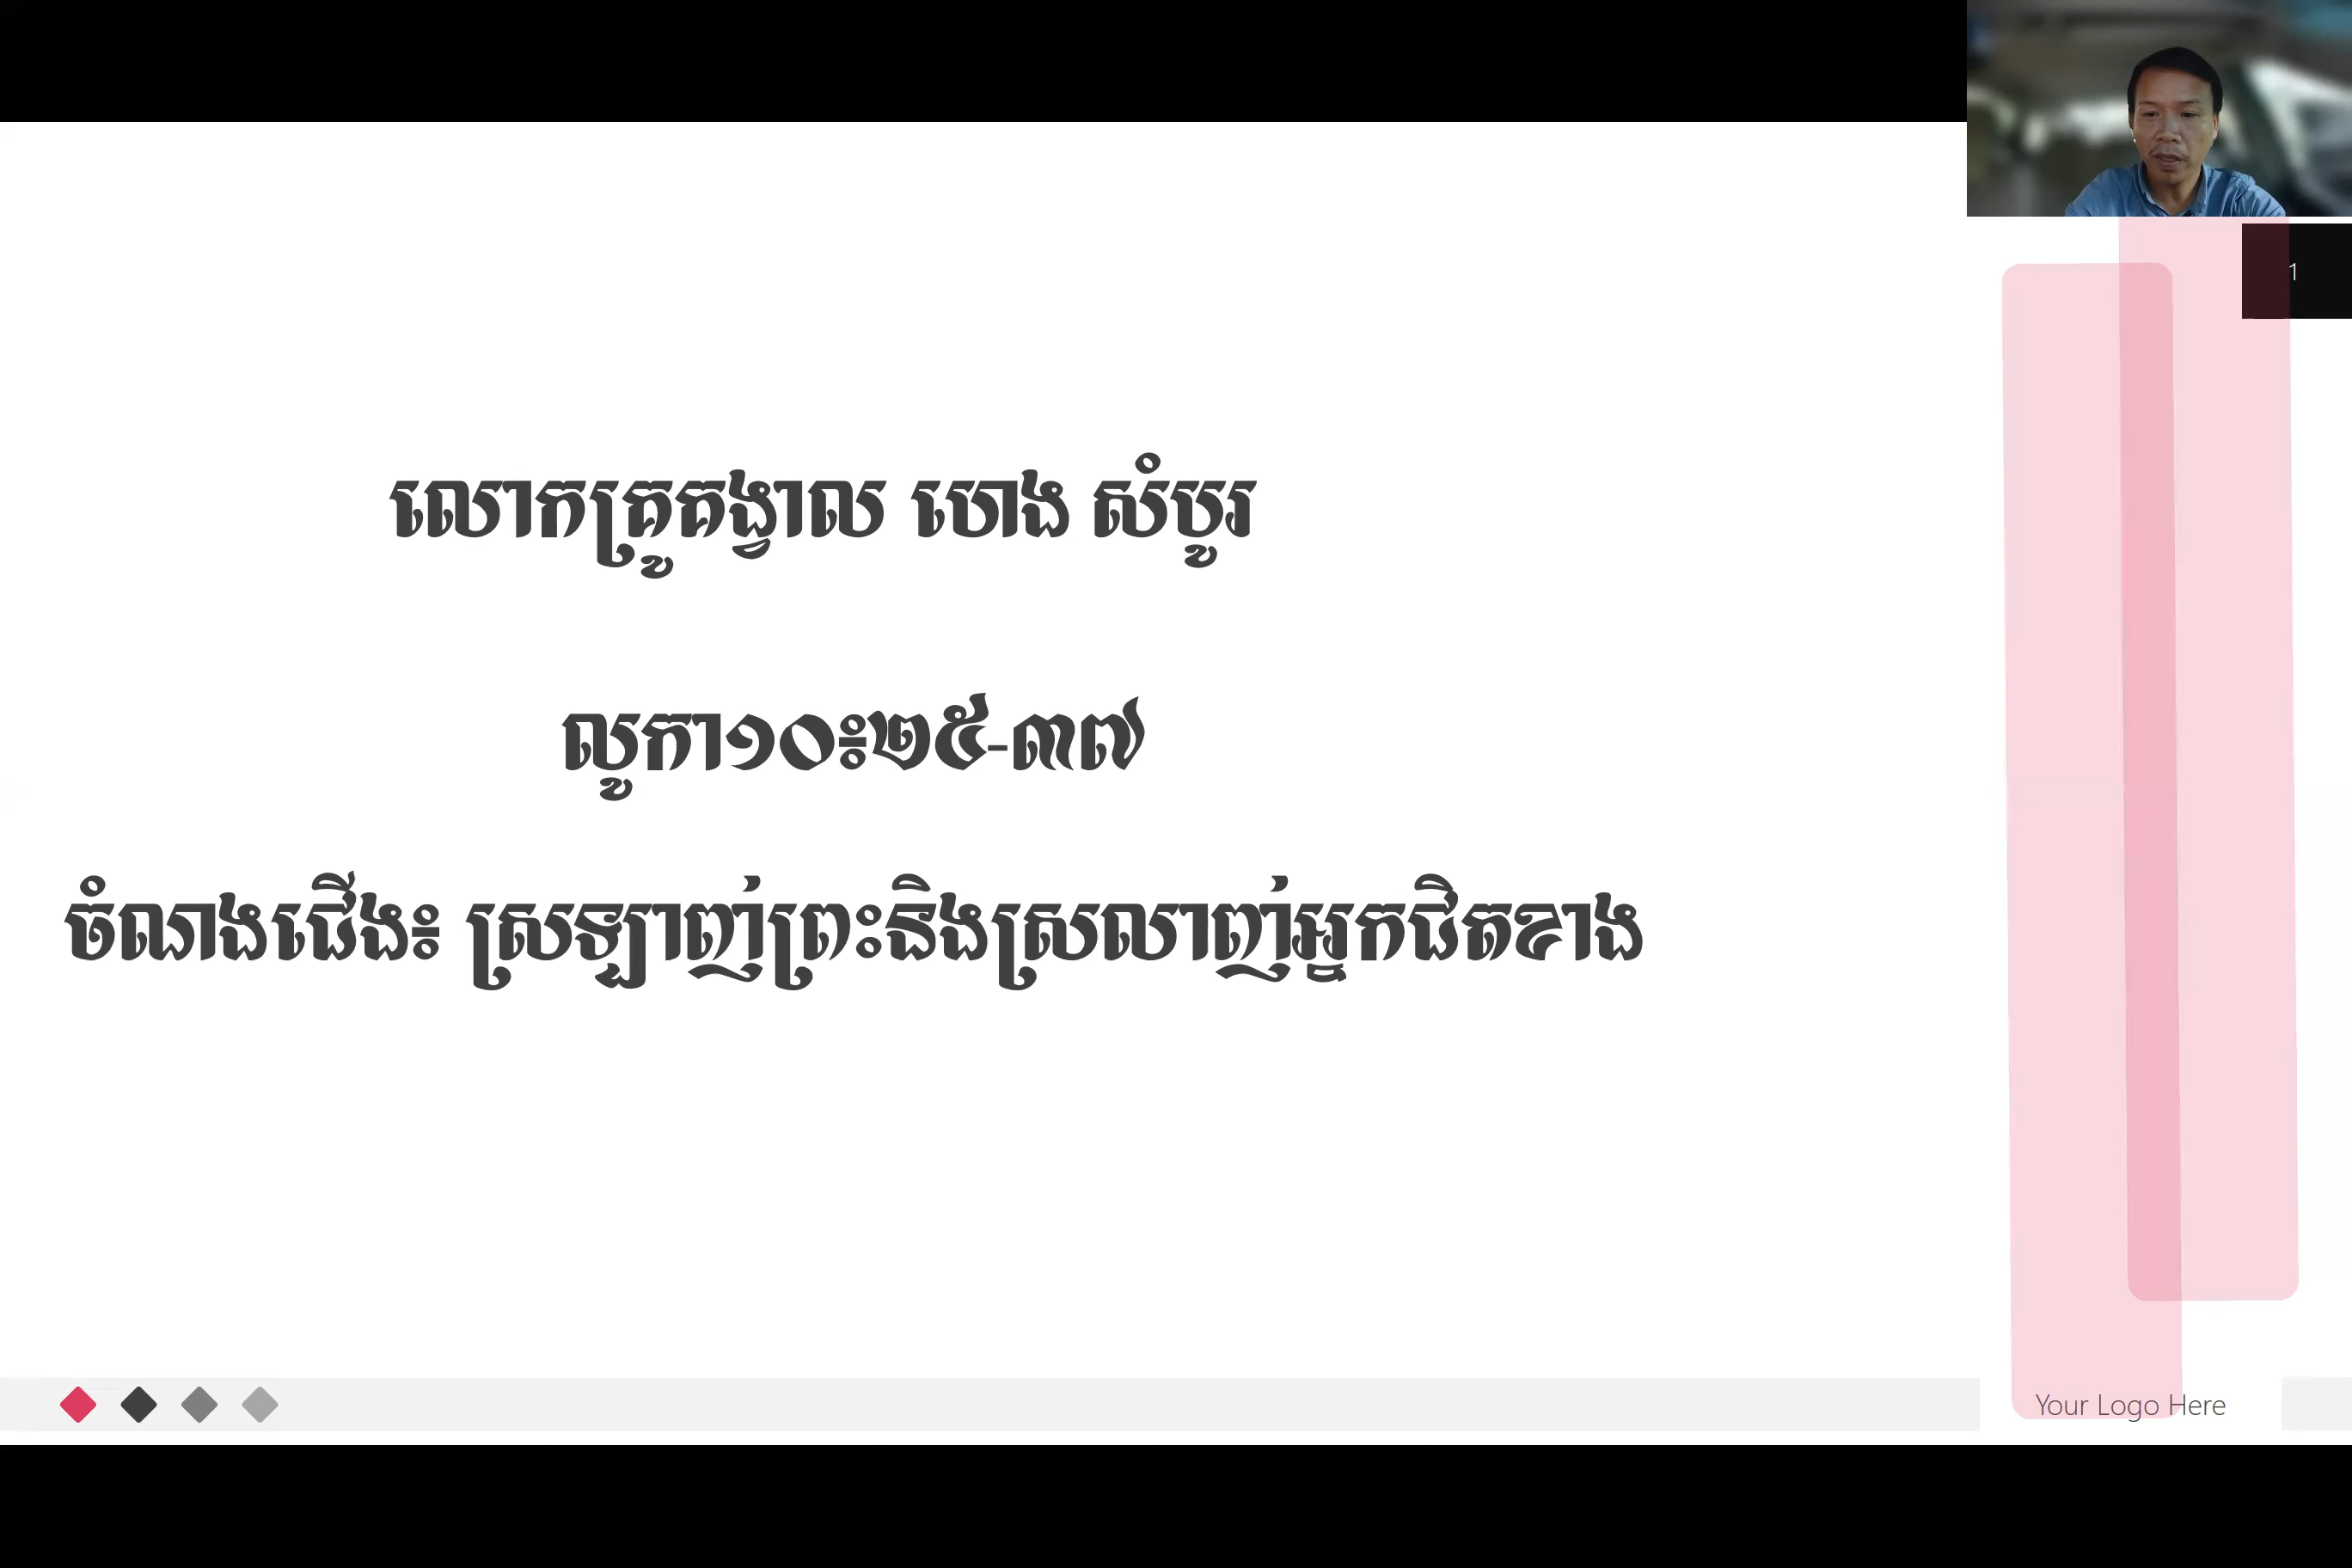 1
លោកគ្រូគង្វាល ហេង សំបូរ
លូកា១០៖២៥-៣៧
ចំណងជើង៖ ស្រឡាញ់ព្រះនិងស្រលាញ់អ្នកជិតខាង
Your Logo Here